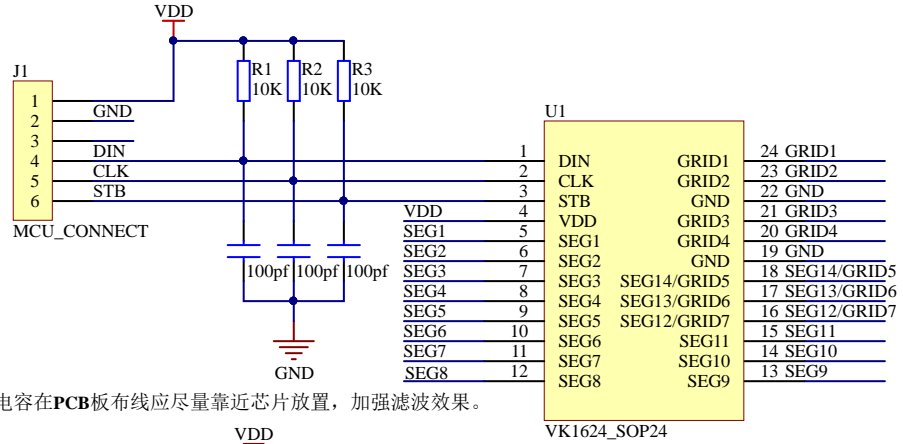 VDD
J1
R1 R2 R3
10K 10K 10K
1
2 GND
3
4 DIN
5 CLK
6 STB
MCU_CONNECT
100pf 100pf 100pf
GND
U1
1 DIN GRID1 24 GRID1
2 CLK GRID2 23 GRID2
3 STB GND 22 GND
VDD 4 VDD GRID3 21 GRID3
SEG1 5 SEG1 GRID4 20 GRID4
SEG2 6 SEG2 GND 19 GND
SEG3 7 SEG3 SEG14/GRID5 18 SEG14/GRID5
SEG4 8 SEG4 SEG13/GRID6 17 SEG13/GRID6
SEG5 9 SEG5 SEG12/GRID7 16 SEG12/GRID7
SEG6 10 SEG6 SEG11 15 SEG11
SEG7 11 SEG7 SEG10 14 SEG10
SEG8 12 SEG8 SEG9 13 SEG9
VK1624_SOP24
电容在PCB板布线应尽量靠近芯片放置，加强滤波效果。
VDD